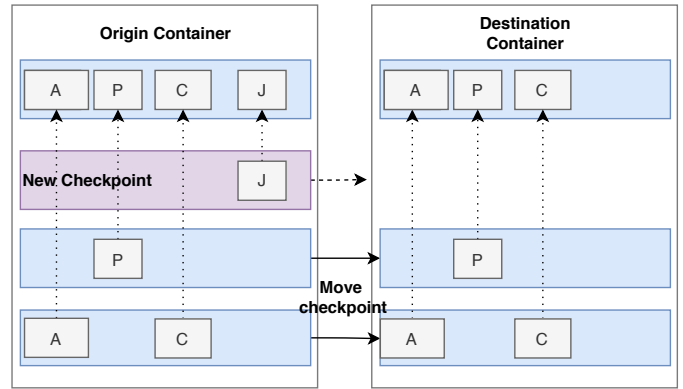 Origin Container
Destination
Container
A P C J
A P C
New Checkpoint J
P
P
Move
checkpoint
A C
A C